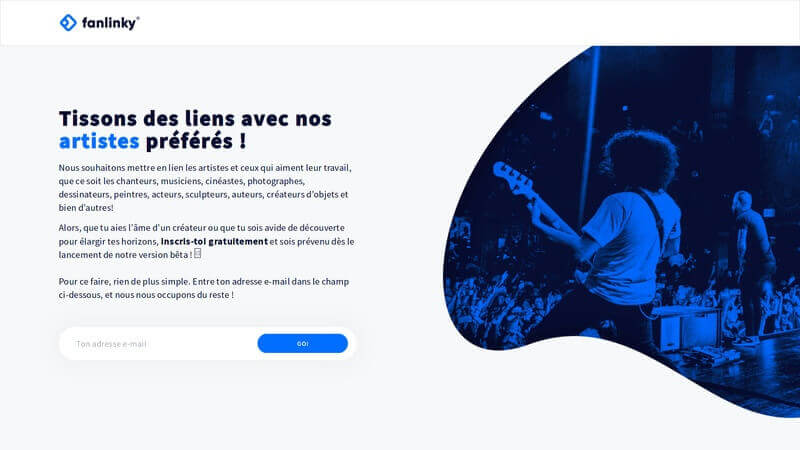 fanlinky®
Tissons des liens avec nos
artistes préférés !
Nous souhaitons mettre en lien les artistes et ceux qui aiment leur travail,
que ce soit les chanteurs, musiciens, cinéastes, photographes,
dessinateurs, peintres, acteurs, sculpteurs, auteurs, créateurs d'objets et
bien d'autres!
Alors, que tu aies l'âme d'un créateur ou que tu sois avide de découverte
pour élargir tes horizons, inscris-toi gratuitement et sois prévenu dès le
lancement de notre version bêta !
Pour ce faire, rien de plus simple. Entre ton adresse e-mail dans le champ
ci-dessous, et nous nous occupons du reste !
Ton adresse e-mail
GO!